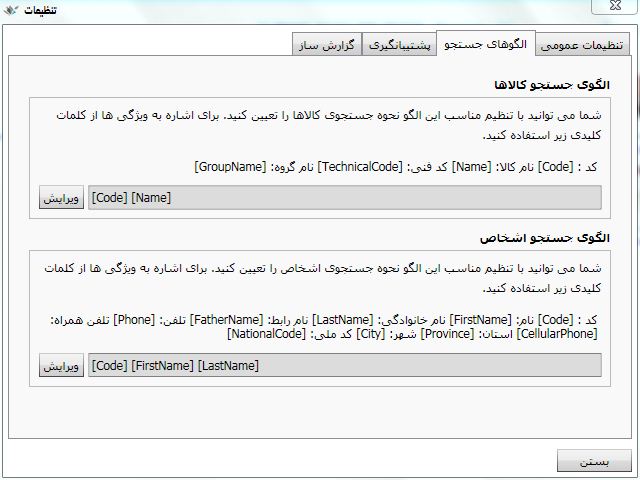 تنظیمات
تنظیمات عمومی
الگوهای جستجو
پشتیبانگیری
گزارش ساز
الگوی جستجو کالاها
شما می توانید با تنظیم مناسب این الگو نحوه جستجوی کالاها را تعیین کنید. برای اشاره به ویژگی ها از کلمات
کلیدی زیر استفاده کنید.
کد : [Code] نام کالا: [Name] کد فنی: [TechnicalCode] نام گروه: [GroupName]
[Code] [Name]
ویرایش
الگوی جستجو اشخاص
شما می توانید با تنظیم مناسب این الگو نحوه جستجوی اشخاص را تعیین کنید. برای اشاره به ویژگی ها از کلمات
کلیدی زیر استفاده کنید.
کد : [Code] نام: [FirstName] نام خانوادگی: [LastName] نام رابط: [FatherName] تلفن: [Phone] تلفن همراه:
[CellularPhone] استان: [Province] شهر: [City] کد ملی: [NationalCode]
[Code] [FirstName] [LastName]
ویرایش
بستن